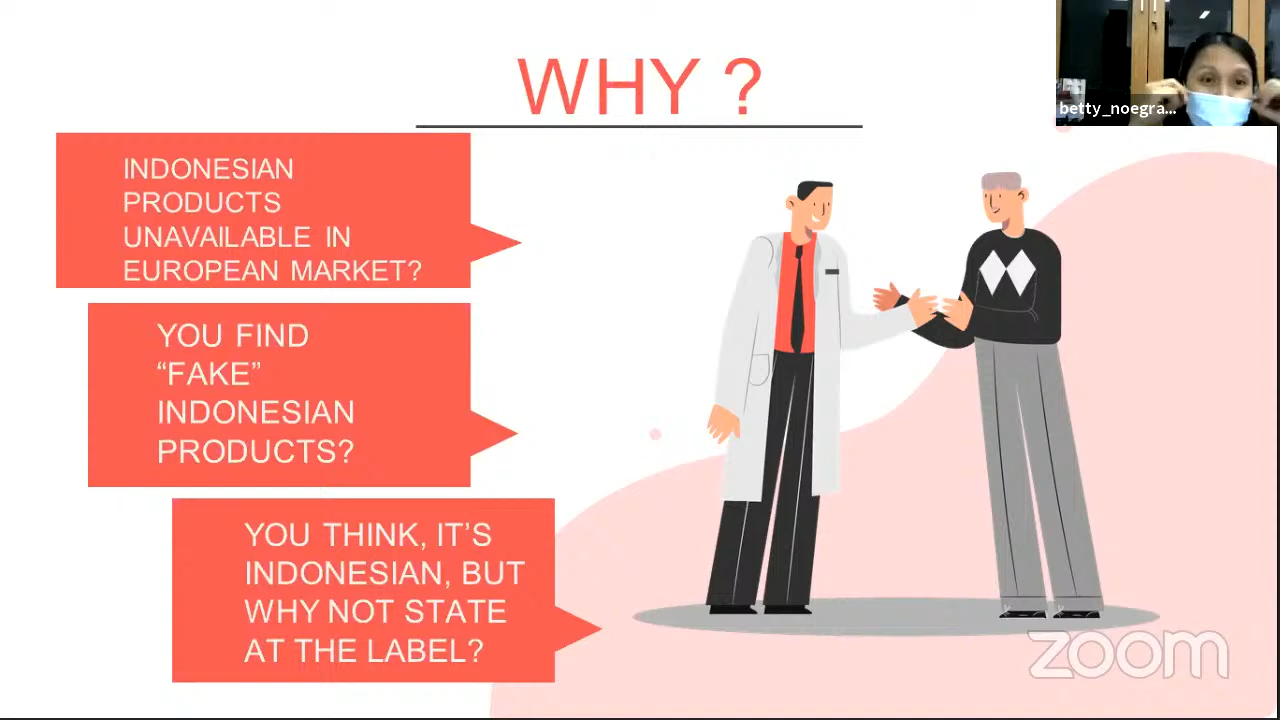 WHY ?
betty_noegra...
INDONESIAN
PRODUCTS
UNAVAILABLE IN
EUROPEAN MARKET?
YOU FIND
“FAKE”
INDONESIAN
PRODUCTS?
YOU THINK, IT’S
INDONESIAN, BUT
WHY NOT STATE
AT THE LABEL?
zoom